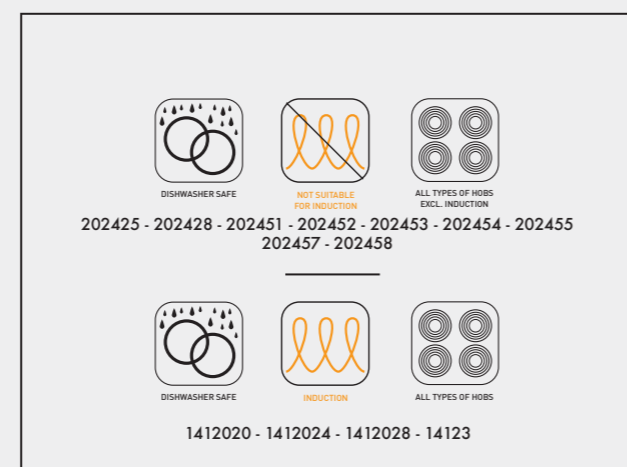 DISHWASHER SAFE
NOT SUITABLE
FOR INDUCTION
ALL TYPES OF HOBS
EXCL. INDUCTION
202425 - 202428 - 202451 - 202452 - 202453 - 202454 - 202455
202457 - 202458
DISHWASHER SAFE
INDUCTION
ALL TYPES OF HOBS
1412020 - 1412024 - 1412028 - 14123